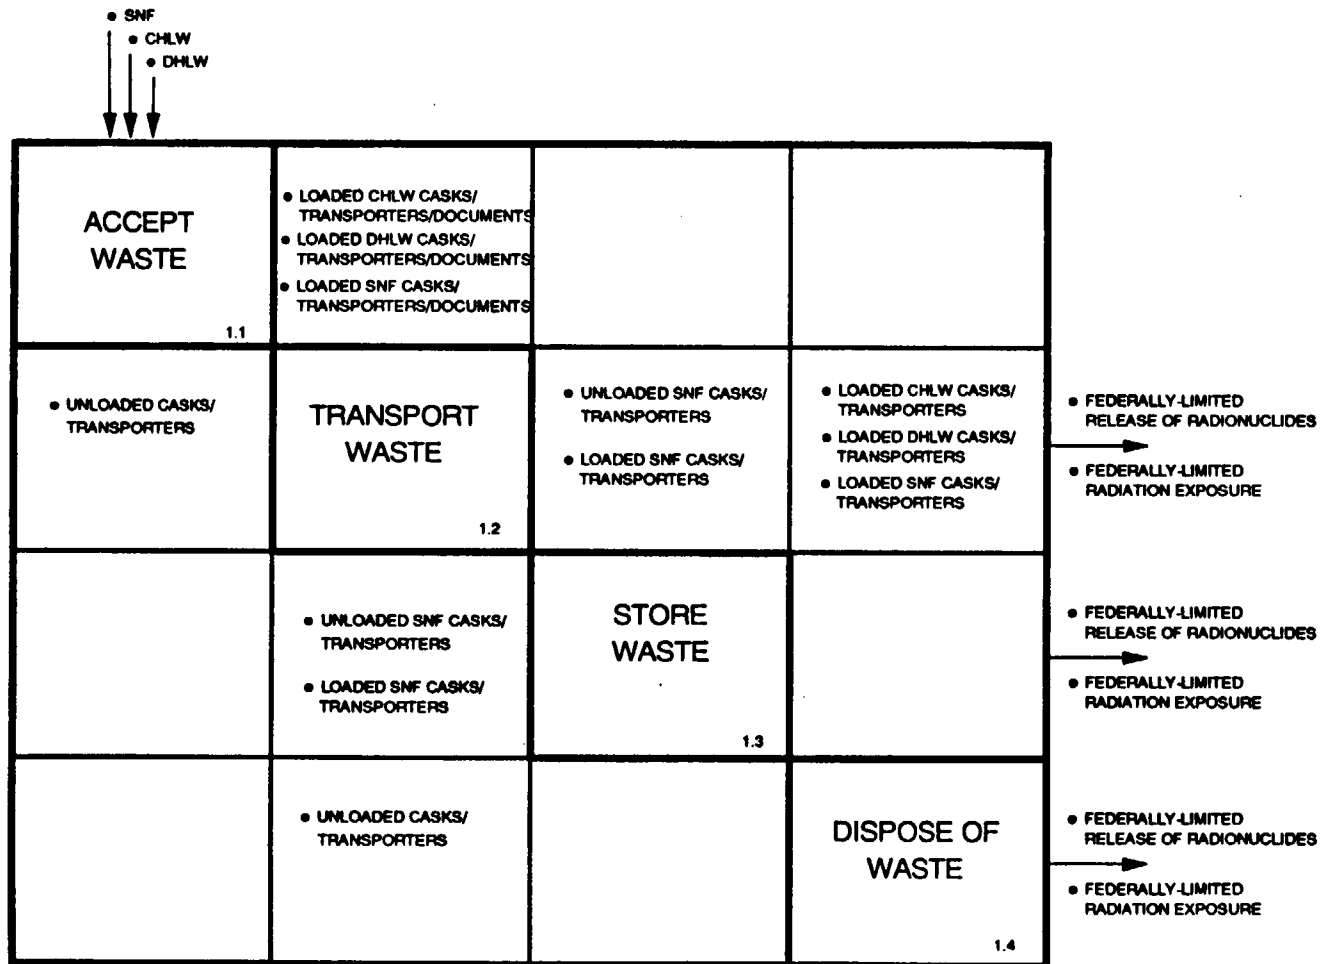 • SNF
• CHLW
• DHLW
ACCEPT
WASTE
1.1
• LOADED CHLW CASKS/
TRANSPORTERS/DOCUMENTS
• LOADED DHLW CASKS/
TRANSPORTERS/DOCUMENTS
• LOADED SNF CASKS/
TRANSPORTERS/DOCUMENTS
• UNLOADED CASKS/
TRANSPORTERS
TRANSPORT
WASTE
1.2
• UNLOADED SNF CASKS/
TRANSPORTERS
• LOADED SNF CASKS/
TRANSPORTERS
• LOADED CHLW CASKS/
TRANSPORTERS
• LOADED DHLW CASKS/
TRANSPORTERS
• LOADED SNF CASKS/
TRANSPORTERS
• FEDERALLY-LIMITED
RELEASE OF RADIONUCLIDES
• FEDERALLY-LIMITED
RADIATION EXPOSURE
• UNLOADED SNF CASKS/
TRANSPORTERS
• LOADED SNF CASKS/
TRANSPORTERS
STORE
WASTE
1.3
• FEDERALLY-LIMITED
RELEASE OF RADIONUCLIDES
• FEDERALLY-LIMITED
RADIATION EXPOSURE
• UNLOADED CASKS/
TRANSPORTERS
DISPOSE OF
WASTE
1.4
• FEDERALLY-LIMITED
RELEASE OF RADIONUCLIDES
• FEDERALLY-LIMITED
RADIATION EXPOSURE